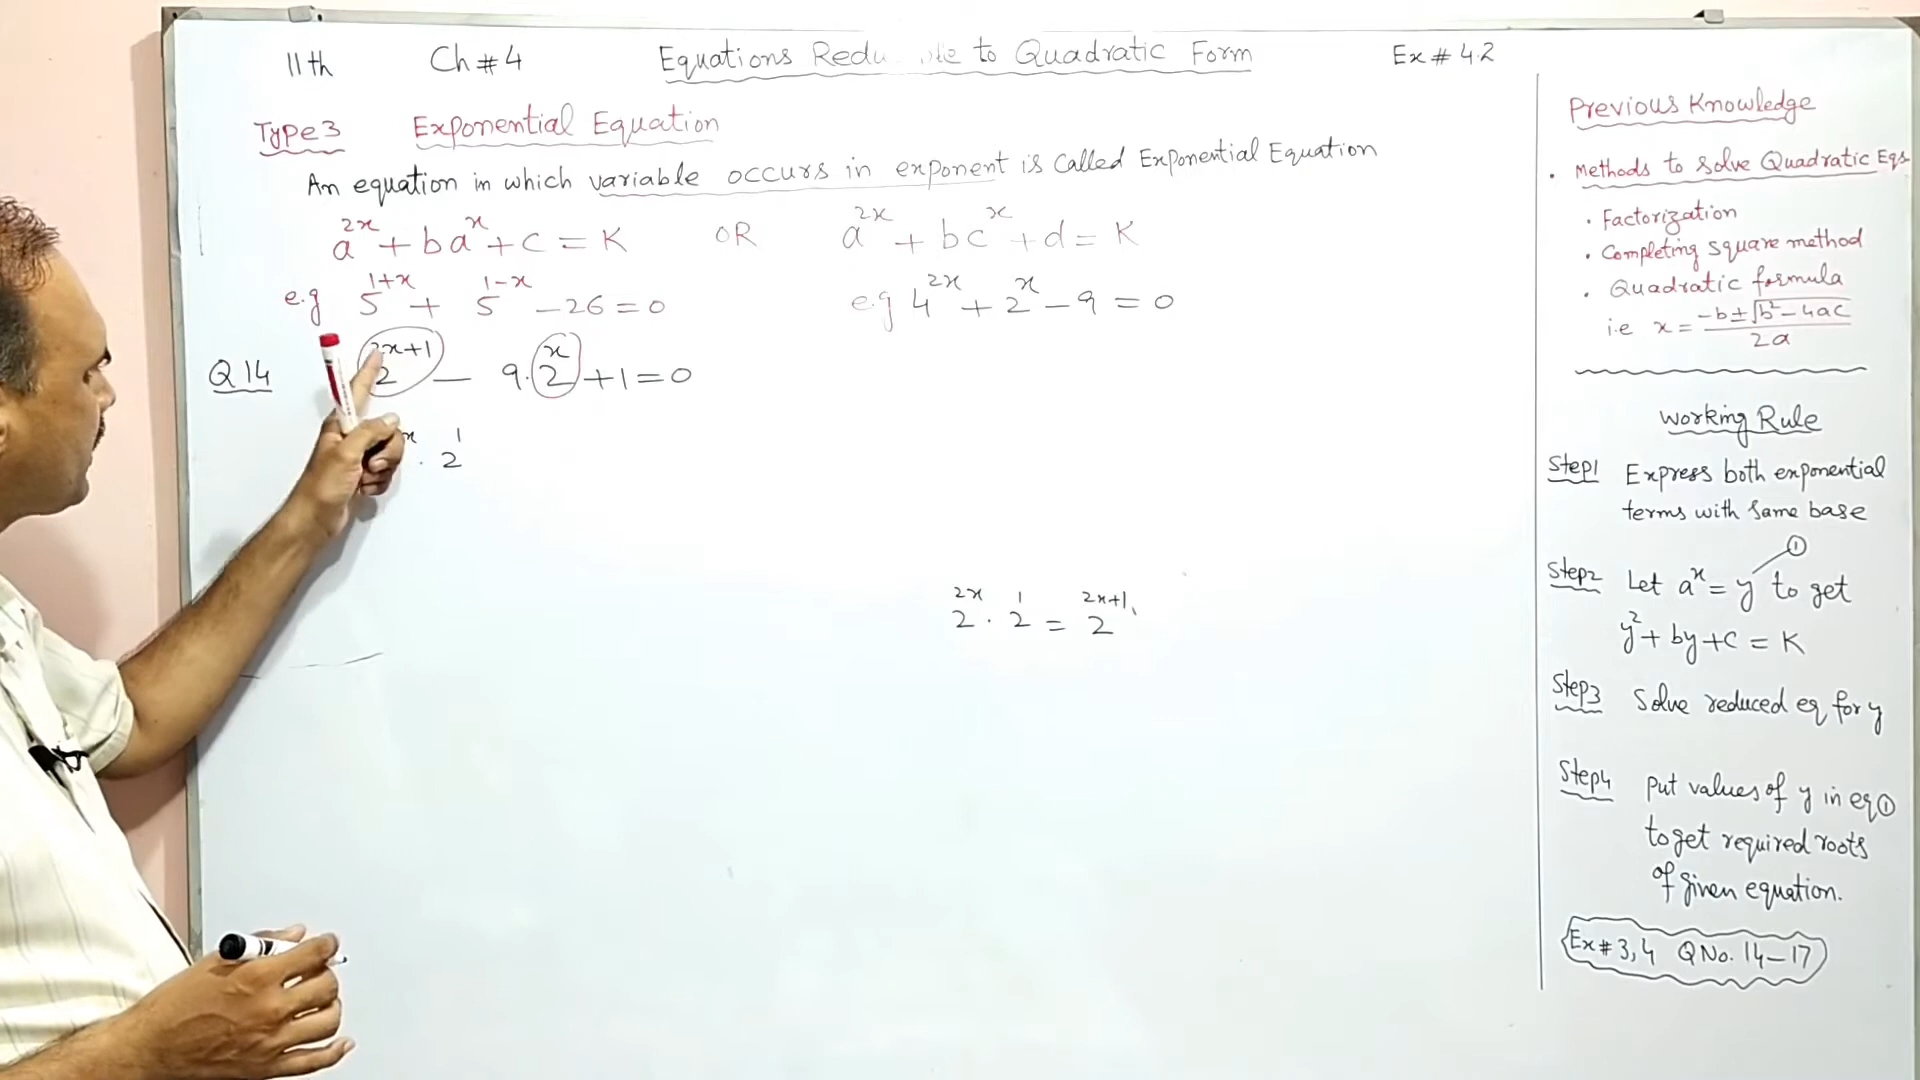 11th Ch # 4 Equations Redu to Quadratic Form Ex # 4.2
Type 3 Exponential Equation
An equation in which variable occurs in exponent is called Exponential Equation
a^2x + ba^x + c = K OR a^2x + bc^x + d = K
e.g 5^1+x + 5^1-x - 26 = 0 e.g 4^2x + 2^x - 9 = 0
Q 14 2^2x+1 - 9.2^x + 1 = 0
x . 2^1
2^2x . 2^1 = 2^2x+1
Previous Knowledge
• Methods to solve Quadratic Eqs
• Factorization
• Completing square method
• Quadratic formula
i.e x = -b±√b²-4ac / 2a
Working Rule
Step1 Express both exponential
terms with same base
①
Step2 Let a^x = y to get
y² + by + c = K
Step3 Solve reduced eq for y
Step4 Put values of y in eq ①
to get required roots
of given equation.
Ex # 3,4 Q No. 14-17